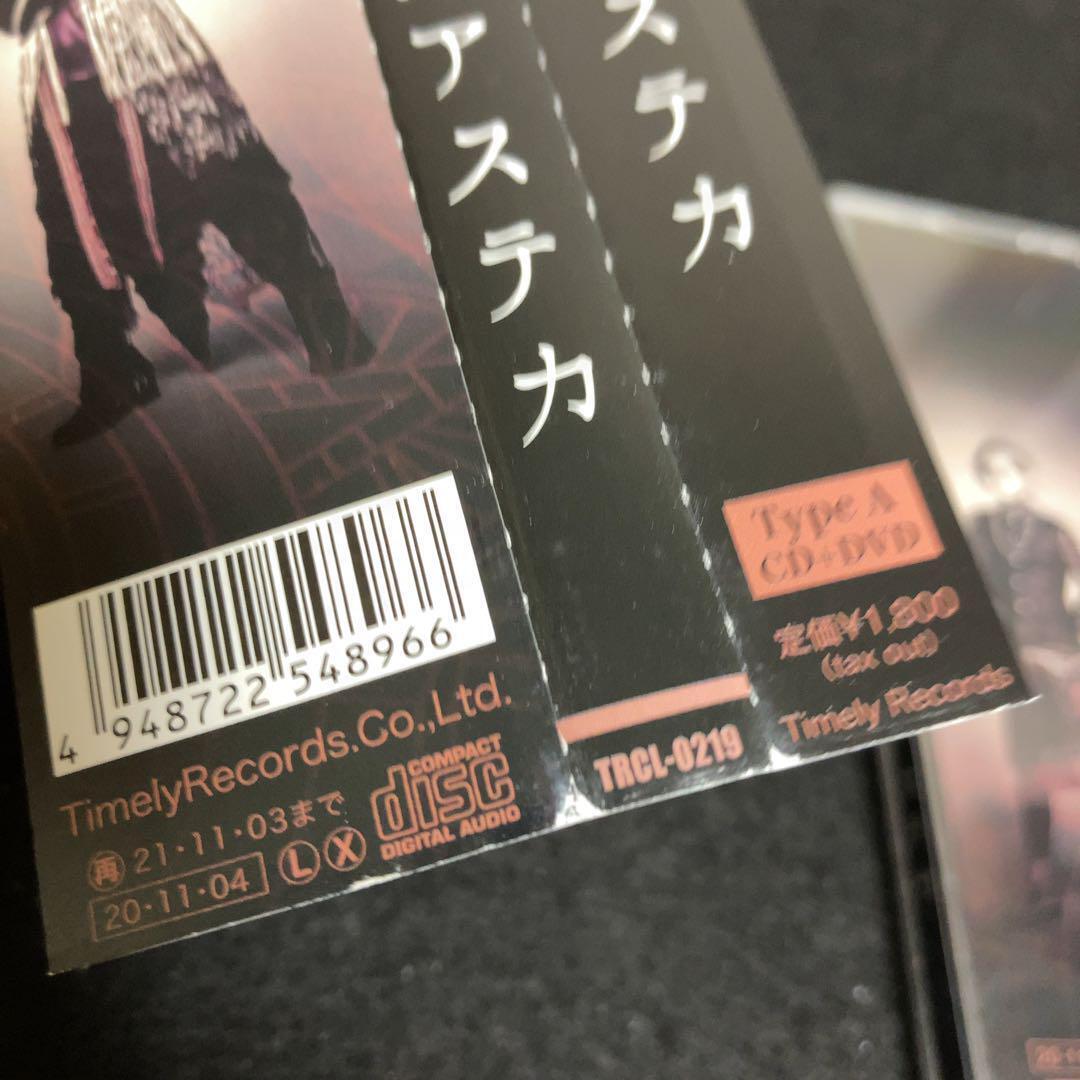 アステカ
ステカ
4 948722 548966
TimelyRecords.Co.,Ltd.
再 21・11・03まで
20・11・04
L X
COMPACT
disc
DIGITAL AUDIO
TRCL-0219
Type A
CD+DVD
定価¥1,800
(tax out)
Timely Records